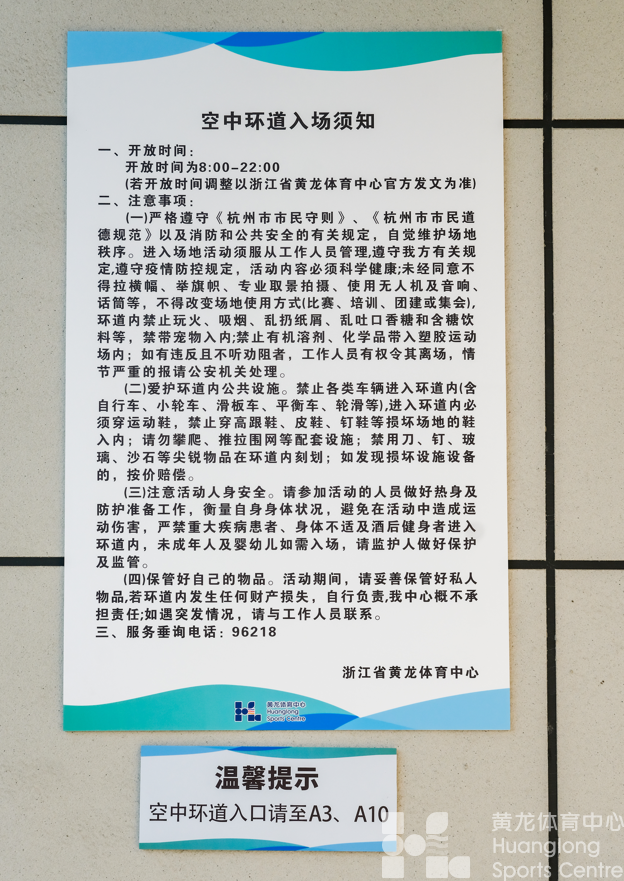 空中环道入场须知
一、开放时间：
开放时间为8:00-22:00
(若开放时间调整以浙江省黄龙体育中心官方发文为准)
二、注意事项：
(一)严格遵守《杭州市市民守则》、《杭州市市民道
德规范》以及消防和公共安全的有关规定，自觉维护场地
秩序。进入场地活动须服从工作人员管理,遵守我方有关规
定,遵守疫情防控规定，活动内容必须科学健康;未经同意不
得拉横幅、举旗帜、专业取景拍摄、使用无人机及音响、
话筒等，不得改变场地使用方式(比赛、培训、团建或集会),
环道内禁止玩火、吸烟、乱扔纸屑、乱吐口香糖和含糖饮
料等，禁带宠物入内;禁止有机溶剂、化学品带入塑胶运动
场内；如有违反且不听劝阻者，工作人员有权令其离场，情
节严重的报请公安机关处理。
(二)爱护环道内公共设施。禁止各类车辆进入环道内(含
自行车、小轮车、滑板车、平衡车、轮滑等),进入环道内必
须穿运动鞋，禁止穿高跟鞋、皮鞋、钉鞋等损坏场地的鞋
入内；请勿攀爬、推拉围网等配套设施；禁用刀、钉、玻
璃、沙石等尖锐物品在环道内刻划；如发现损坏设施设备
的，按价赔偿。
(三)注意活动人身安全。请参加活动的人员做好热身及
防护准备工作，衡量自身身体状况，避免在活动中造成运
动伤害，严禁重大疾病患者、身体不适及酒后健身者进入
环道内，未成年人及婴幼儿如需入场，请监护人做好保护
及监管。
(四)保管好自己的物品。活动期间，请妥善保管好私人
物品,若环道内发生任何财产损失，自行负责,我中心概不承
担责任;如遇突发情况，请与工作人员联系。
三、服务垂询电话：96218
浙江省黄龙体育中心
黄龙体育中心
Huanglong
Sports Centre
温馨提示
空中环道入口请至A3、A10
黄龙体育中心
Huanglong
Sports Centre